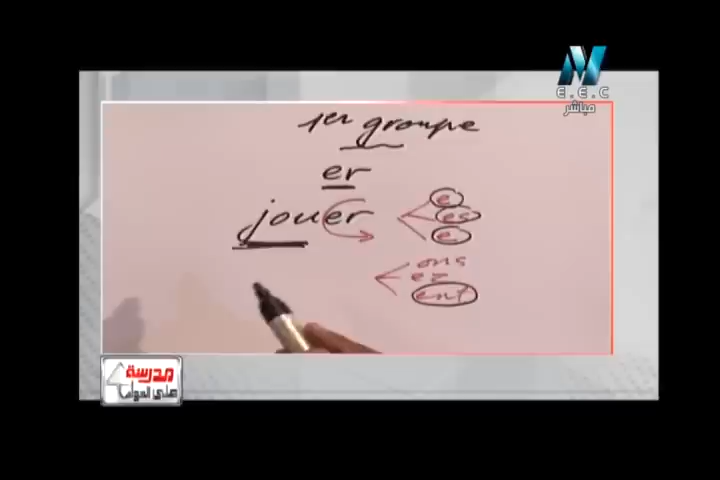 E.E.C
مباشر
1er groupe
er
jouer
e
es
e
ons
ez
ent
مدرسة
على الهواء